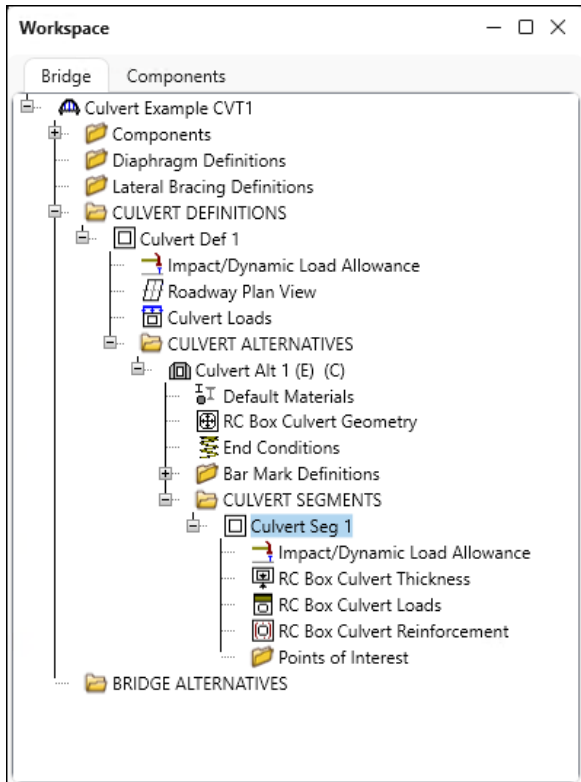 Workspace
Bridge Components
Culvert Example CVT1
Components
Diaphragm Definitions
Lateral Bracing Definitions
CULVERT DEFINITIONS
Culvert Def 1
Impact/Dynamic Load Allowance
Roadway Plan View
Culvert Loads
CULVERT ALTERNATIVES
Culvert Alt 1 (E) (C)
Default Materials
RC Box Culvert Geometry
End Conditions
Bar Mark Definitions
CULVERT SEGMENTS
Culvert Seg 1
Impact/Dynamic Load Allowance
RC Box Culvert Thickness
RC Box Culvert Loads
RC Box Culvert Reinforcement
Points of Interest
BRIDGE ALTERNATIVES